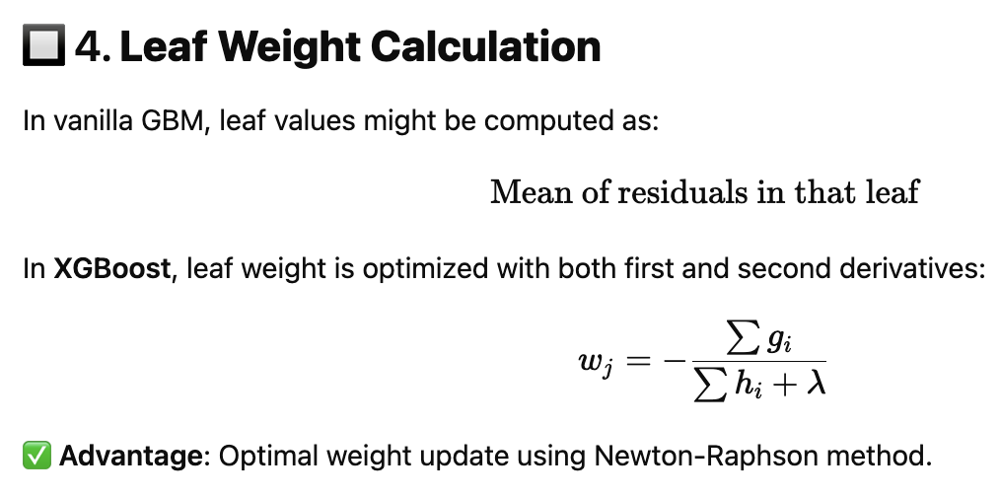 🔲 4. Leaf Weight Calculation
In vanilla GBM, leaf values might be computed as:
Mean of residuals in that leaf
In XGBoost, leaf weight is optimized with both first and second derivatives:
w_j = -\frac{\sum g_i}{\sum h_i + \lambda}
✅ Advantage: Optimal weight update using Newton-Raphson method.